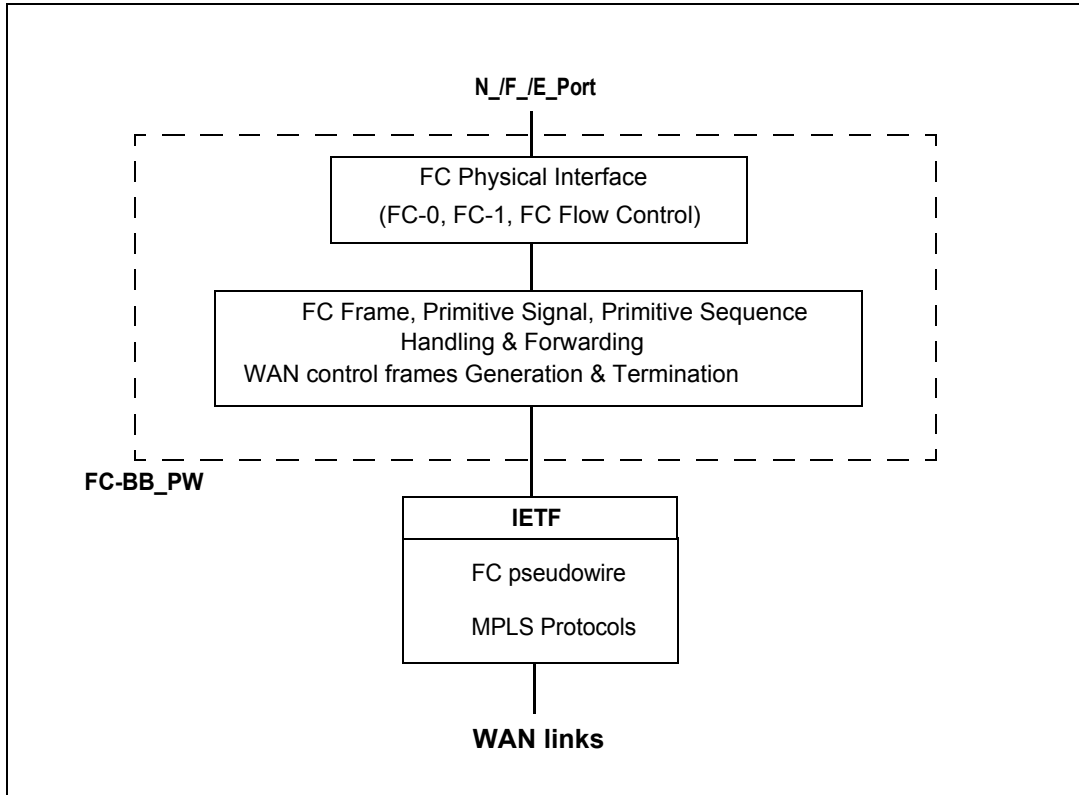 N_/F_/E_Port
FC Physical Interface
(FC-0, FC-1, FC Flow Control)
FC Frame, Primitive Signal, Primitive Sequence
Handling & Forwarding
WAN control frames Generation & Termination
FC-BB_PW
IETF
FC pseudowire
MPLS Protocols
WAN links